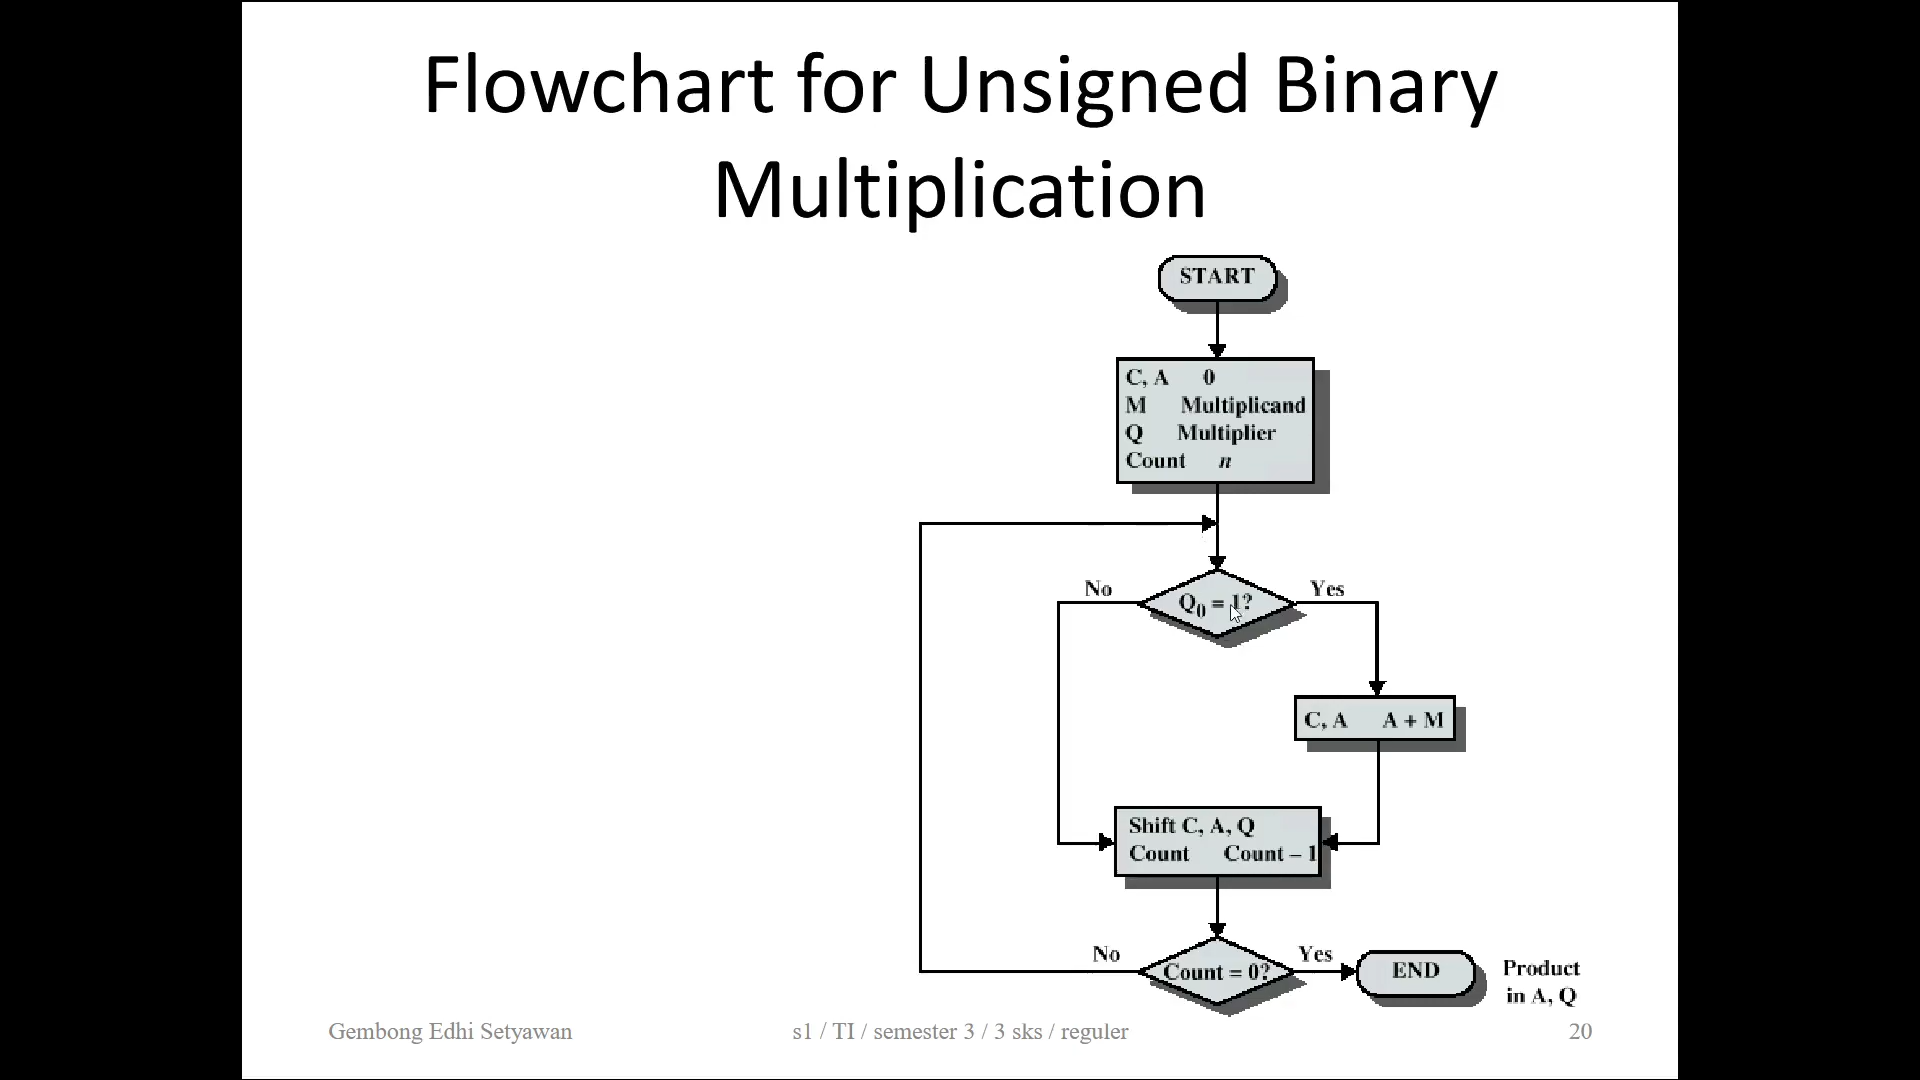 Flowchart for Unsigned Binary
Multiplication
START
C, A 0
M Multiplicand
Q Multiplier
Count n
No
Q0 = 1?
Yes
C, A A + M
Shift C, A, Q
Count Count – 1
No
Count = 0?
Yes
END
Product
in A, Q
Gembong Edhi Setyawan
s1 / TI / semester 3 / 3 sks / reguler
20